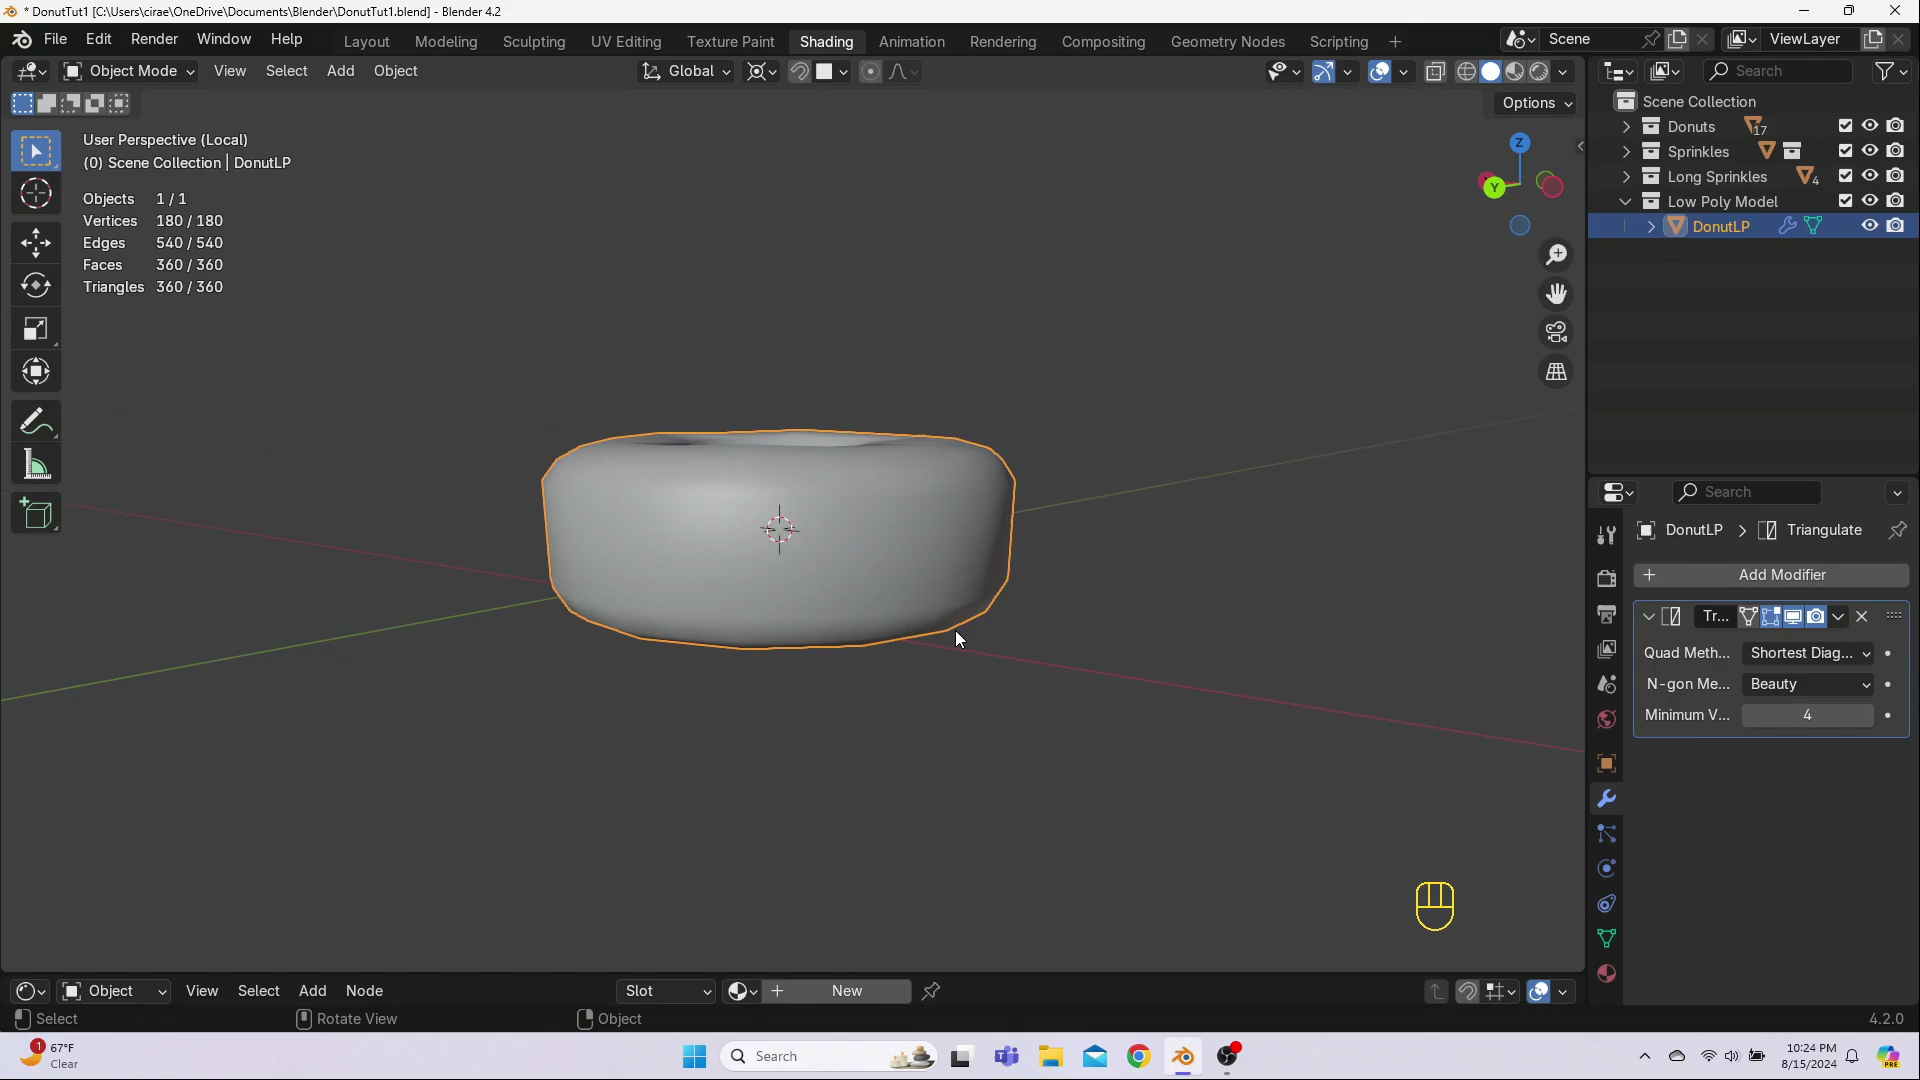 * DonutTut1 [C:\Users\cirae\OneDrive\Documents\Blender\DonutTut1.blend] - Blender 4.2
File Edit Render Window Help Layout Modeling Sculpting UV Editing Texture Paint Shading Animation Rendering Compositing Geometry Nodes Scripting + Scene ViewLayer
Object Mode View Select Add Object Global Search
Options
Scene Collection
Donuts 17
Sprinkles
Long Sprinkles 4
Low Poly Model
DonutLP
User Perspective (Local)
(0) Scene Collection | DonutLP
Objects 1 / 1
Vertices 180 / 180
Edges 540 / 540
Faces 360 / 360
Triangles 360 / 360
Z
Y
Search
DonutLP > Triangulate
+ Add Modifier
Tr...
Quad Meth... Shortest Diag...
N-gon Me... Beauty
Minimum V... 4
Object View Select Add Node Slot + New
Select Rotate View Object 4.2.0
1 67°F
Clear
Search
10:24 PM
8/15/2024
PRE